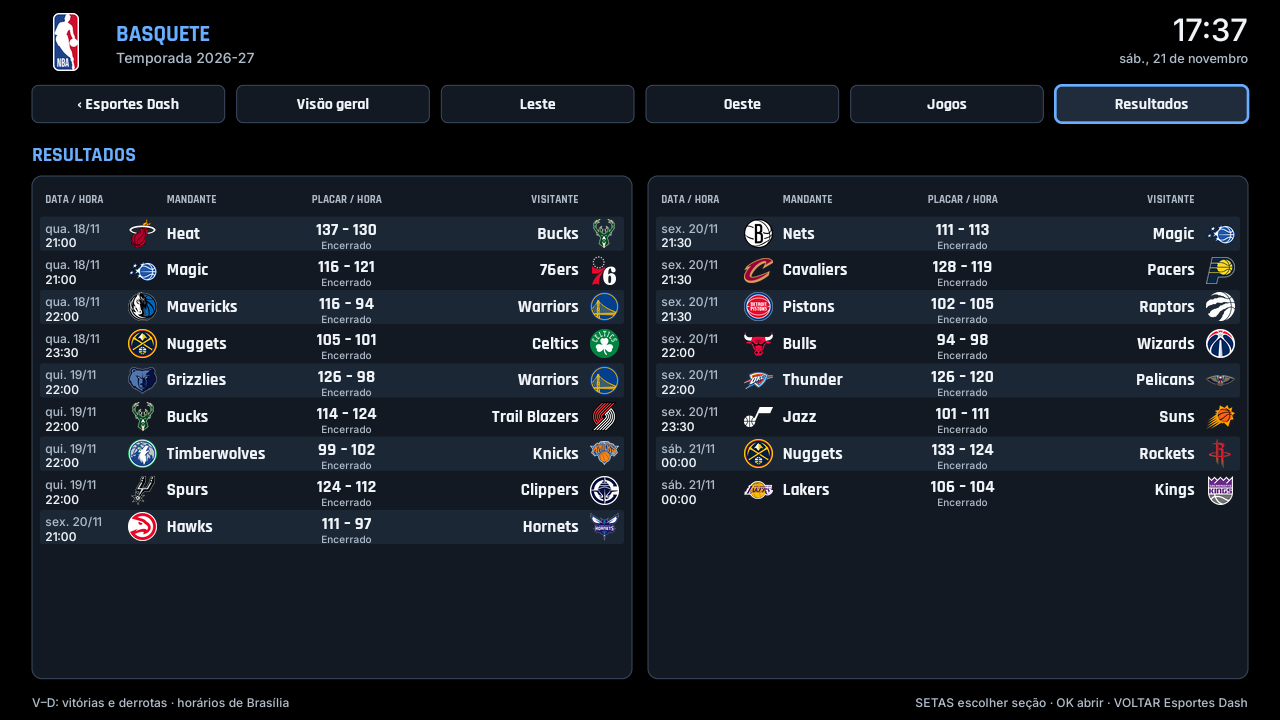 NBA
BASQUETE
Temporada 2026-27
17:37
sáb., 21 de novembro
‹ Esportes Dash
Visão geral
Leste
Oeste
Jogos
Resultados
RESULTADOS
DATA / HORA MANDANTE PLACAR / HORA VISITANTE
qua. 18/11 21:00 Heat 137 – 130 Encerrado Bucks
qua. 18/11 21:00 Magic 116 – 121 Encerrado 76ers
qua. 18/11 22:00 Mavericks 116 – 94 Encerrado Warriors
qua. 18/11 23:30 Nuggets 105 – 101 Encerrado Celtics
qui. 19/11 22:00 Grizzlies 126 – 98 Encerrado Warriors
qui. 19/11 22:00 Bucks 114 – 124 Encerrado Trail Blazers
qui. 19/11 22:00 Timberwolves 99 – 102 Encerrado Knicks
qui. 19/11 22:00 Spurs 124 – 112 Encerrado Clippers
sex. 20/11 21:00 Hawks 111 – 97 Encerrado Hornets
DATA / HORA MANDANTE PLACAR / HORA VISITANTE
sex. 20/11 21:30 Nets 111 – 113 Encerrado Magic
sex. 20/11 21:30 Cavaliers 128 – 119 Encerrado Pacers
sex. 20/11 21:30 Pistons 102 – 105 Encerrado Raptors
sex. 20/11 22:00 Bulls 94 – 98 Encerrado Wizards
sex. 20/11 22:00 Thunder 126 – 120 Encerrado Pelicans
sex. 20/11 23:30 Jazz 101 – 111 Encerrado Suns
sáb. 21/11 00:00 Nuggets 133 – 124 Encerrado Rockets
sáb. 21/11 00:00 Lakers 106 – 104 Encerrado Kings
V–D: vitórias e derrotas · horários de Brasília
SETAS escolher seção · OK abrir · VOLTAR Esportes Dash